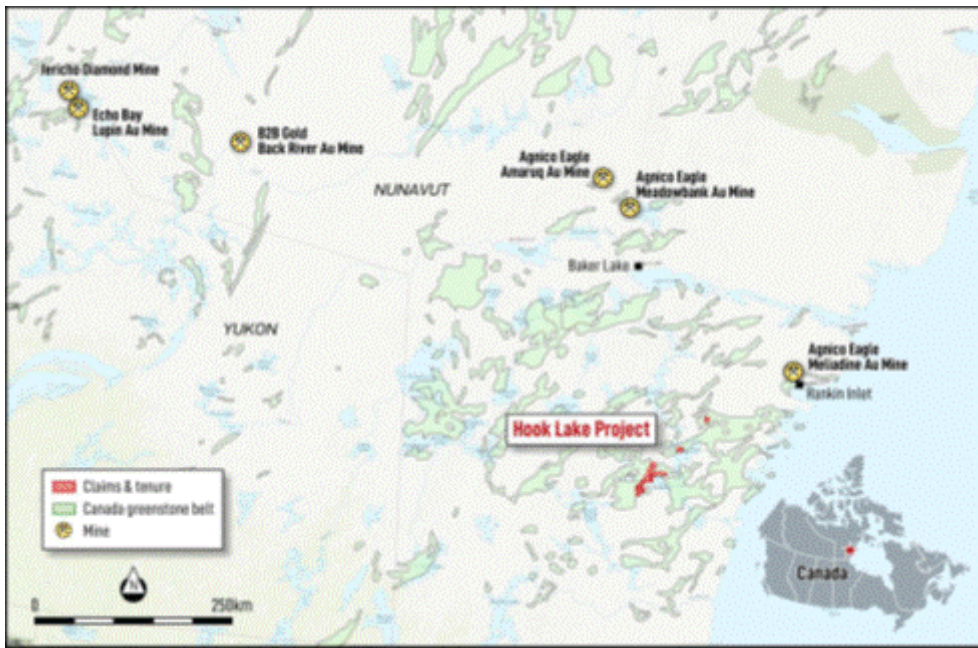 Jericho Diamond Mine
Echo Bay
Lupin Au Mine
B2B Gold
Back River Au Mine
Agnico Eagle
Amaruq Au Mine
Agnico Eagle
Meadowbank Au Mine
NUNAVUT
Baker Lake
YUKON
Agnico Eagle
Meliadine Au Mine
Rankin Inlet
Hook Lake Project
Claims & tenure
Canada greenstone belt
Mine
N
0 250km
Canada